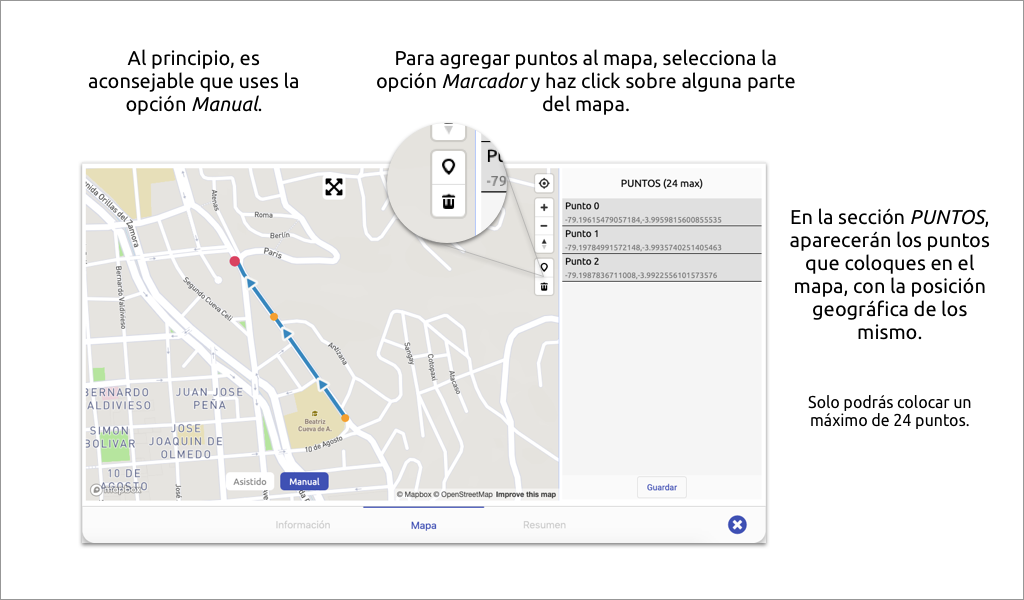 Al principio, es
aconsejable que uses la
opción Manual.
Para agregar puntos al mapa, selecciona la
opción Marcador y haz click sobre alguna parte
del mapa.
-79
PUNTOS (24 max)
Punto 0
-79.19615479057184,-3.9959815600855535
Punto 1
-79.19784991572148,-3.9935740251405463
Punto 2
-79.1987836711008,-3.9922556101573576
En la sección PUNTOS,
aparecerán los puntos
que coloques en el
mapa, con la posición
geográfica de los
mismo.
Solo podrás colocar un
máximo de 24 puntos.
Avenida Orillas del Zamora
Atenas
Roma
Berlín
París
Bernardo Valdivieso
Segundo Cueva Celi
Antizana
Sangay
Cotopaxi
Atacaso
BERNARDO
VALDIVIESO
JUAN JOSE
PEÑA
SIMON
BOLIVAR
JOSE
JOAQUIN DE
OLMEDO
Beatriz
Cueva de A.
10 de Agosto
10 DE
AGOSTO
José
mapbox
Asistido
Manual
© Mapbox © OpenStreetMap Improve this map
Guardar
Información
Mapa
Resumen